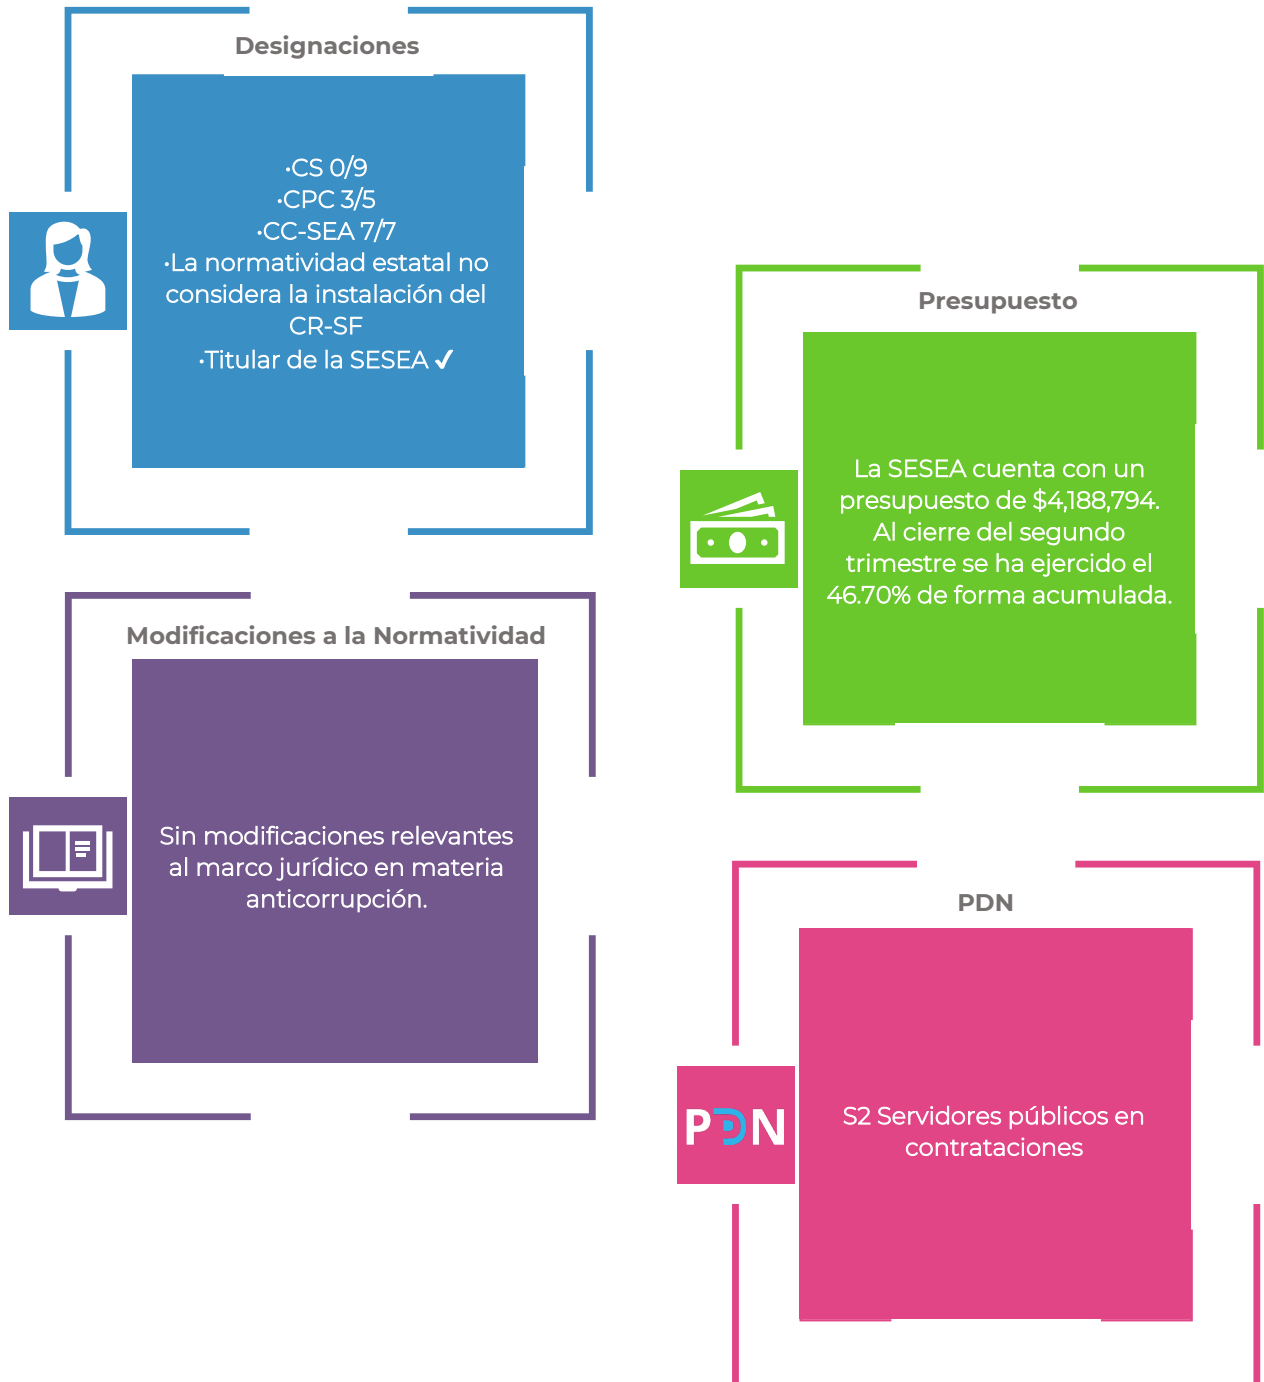 Designaciones
•CS 0/9
•CPC 3/5
•CC-SEA 7/7
•La normatividad estatal no
considera la instalación del
CR-SF
•Titular de la SESEA ✔
Presupuesto
La SESEA cuenta con un
presupuesto de $4,188,794.
Al cierre del segundo
trimestre se ha ejercido el
46.70% de forma acumulada.
Modificaciones a la Normatividad
Sin modificaciones relevantes
al marco jurídico en materia
anticorrupción.
PDN
PDN
S2 Servidores públicos en
contrataciones